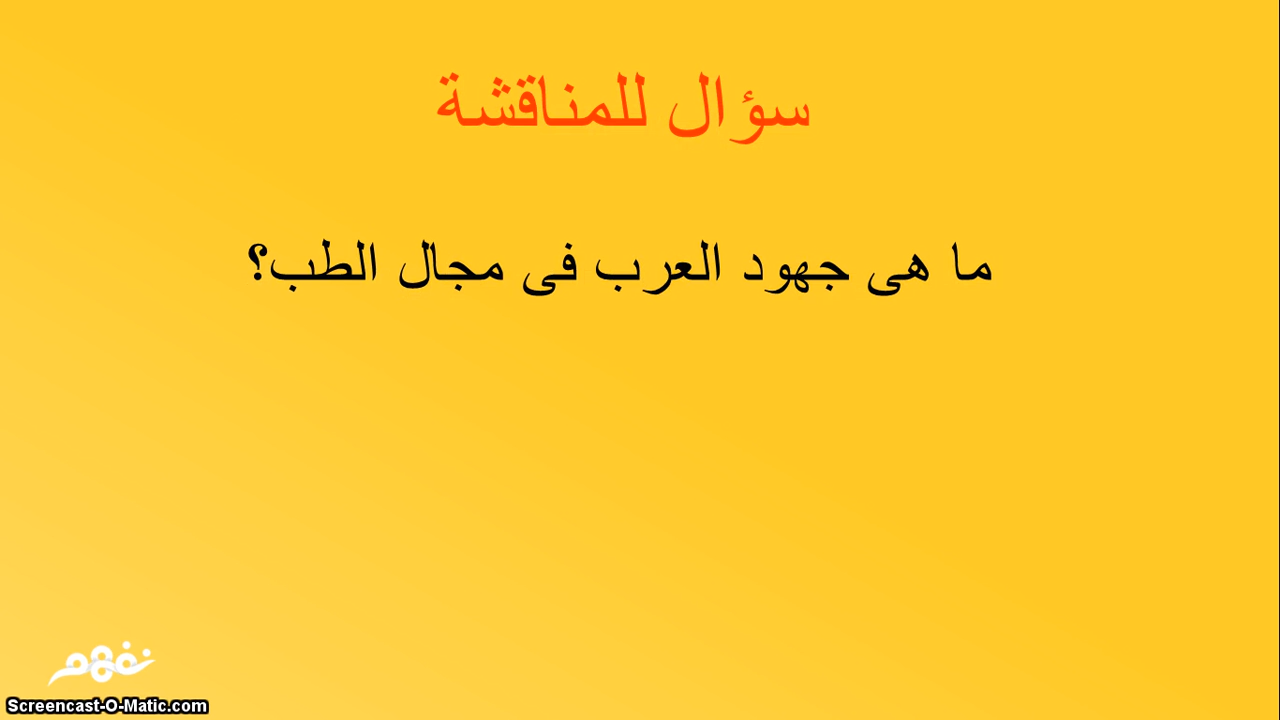 سؤال للمناقشة
ما هى جهود العرب فى مجال الطب؟
نفهم
Screencast-O-Matic.com